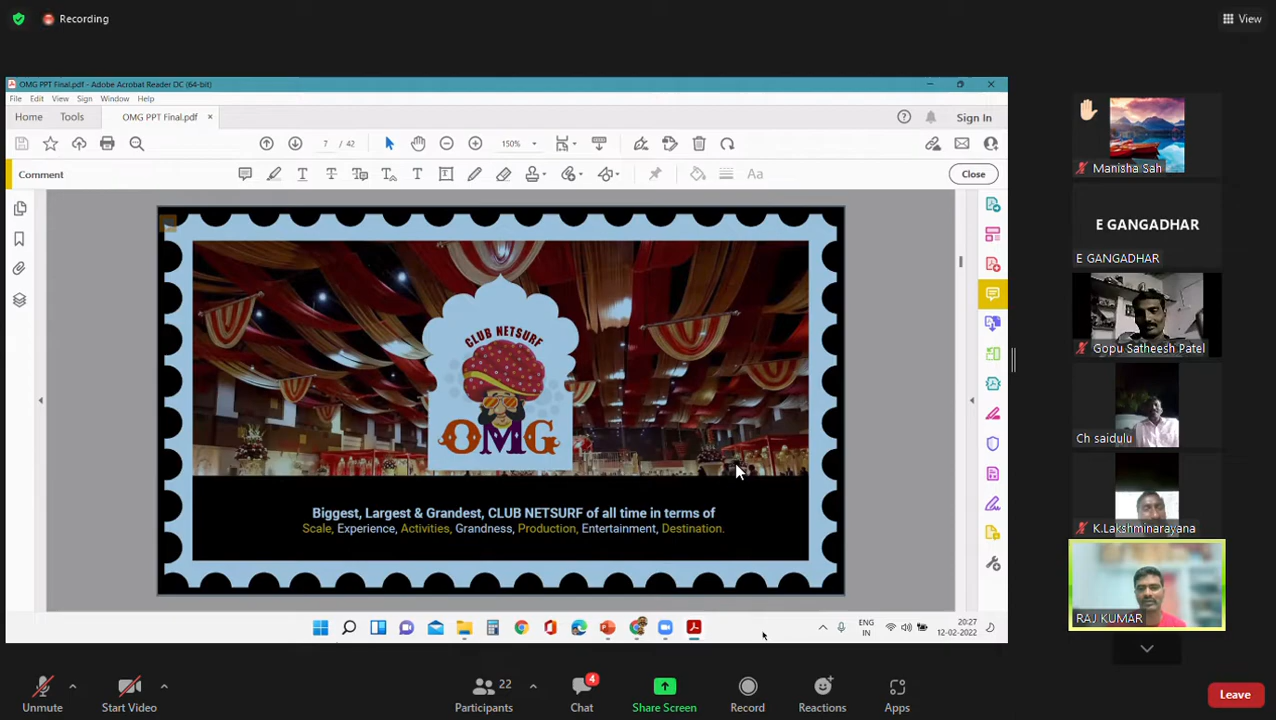 Recording
View
OMG PPT Final.pdf - Adobe Acrobat Reader DC (64-bit)
File Edit View Sign Window Help
Home Tools OMG PPT Final.pdf × Sign In
7 / 42 150%
Comment
Close
CLUB NETSURF
OMG
Biggest, Largest & Grandest, CLUB NETSURF of all time in terms of
Scale, Experience, Activities, Grandness, Production, Entertainment, Destination.
ENG
IN
20:27
12-02-2022
Manisha Sah
E GANGADHAR
E GANGADHAR
Gopu Satheesh Patel
Ch saidulu
K.Lakshminarayana
RAJ KUMAR
Unmute
Start Video
22
Participants
4
Chat
Share Screen
Record
Reactions
Apps
Leave